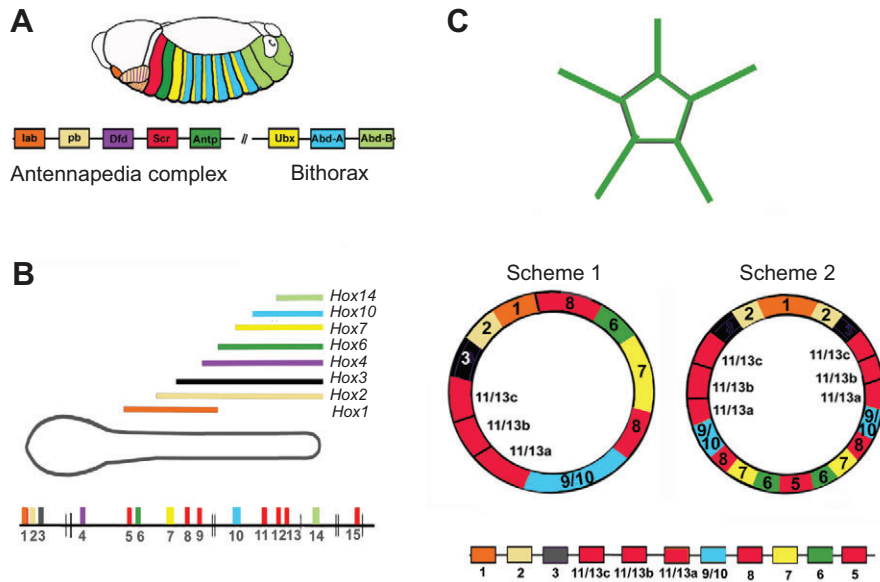 A
lab pb Dfd Scr Antp // Ubx Abd-A Abd-B
Antennapedia complex Bithorax
B
Hox14
Hox10
Hox7
Hox6
Hox4
Hox3
Hox2
Hox1
1 2 3 4 5 6 7 8 9 10 11 12 13 14 15
C
Scheme 1
1 8 6 7 8 9/10 11/13a 11/13b 11/13c 3 2
Scheme 2
1 2 3 11/13c 11/13b 11/13a 9/10 8 7 6 5 6 7 8 9/10 11/13a 11/13b 11/13c 3 2
1 2 3 11/13c 11/13b 11/13a 9/10 8 7 6 5